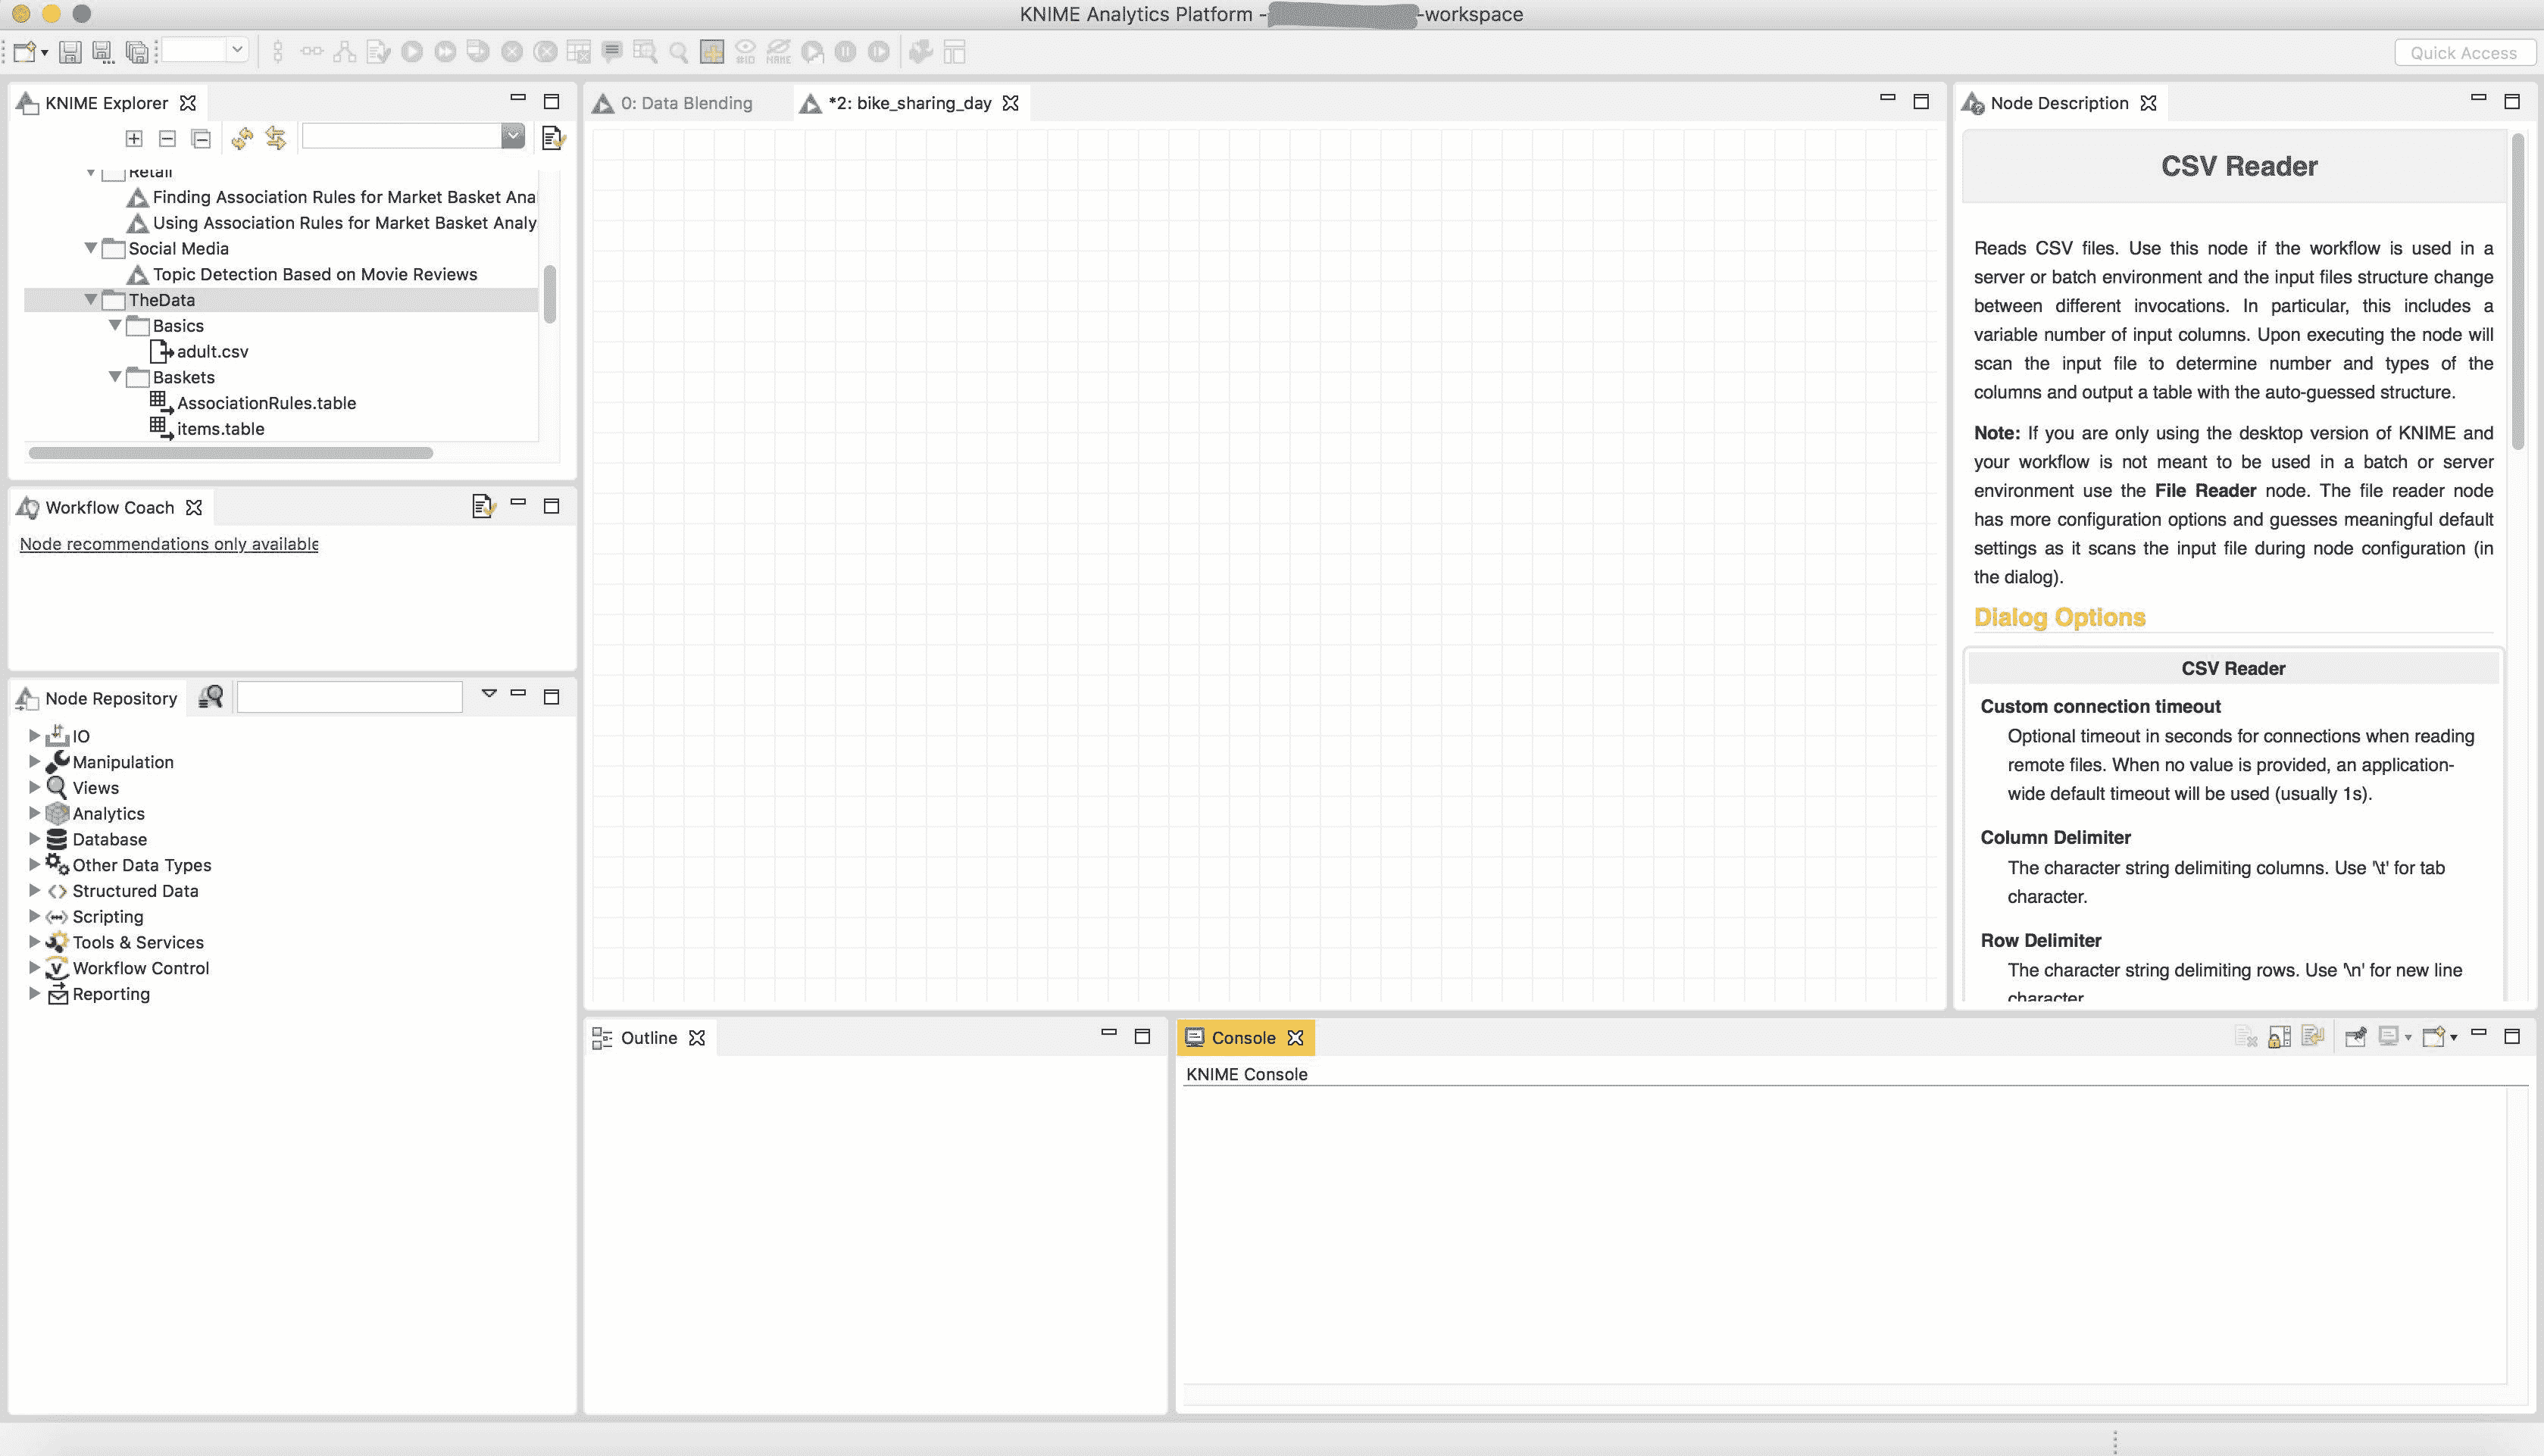 KNIME Analytics Platform - -workspace
#ID
NAME
Quick Access
KNIME Explorer
Retail
Finding Association Rules for Market Basket Ana
Using Association Rules for Market Basket Analy
Social Media
Topic Detection Based on Movie Reviews
TheData
Basics
adult.csv
Baskets
AssociationRules.table
items.table
Workflow Coach
Node recommendations only available
Node Repository
IO
Manipulation
Views
Analytics
Database
Other Data Types
Structured Data
Scripting
Tools & Services
Workflow Control
Reporting
0: Data Blending
*2: bike_sharing_day
Outline
Console
KNIME Console
Node Description
CSV Reader
Reads CSV files. Use this node if the workflow is used in a
server or batch environment and the input files structure change
between different invocations. In particular, this includes a
variable number of input columns. Upon executing the node will
scan the input file to determine number and types of the
columns and output a table with the auto-guessed structure.
Note: If you are only using the desktop version of KNIME and
your workflow is not meant to be used in a batch or server
environment use the File Reader node. The file reader node
has more configuration options and guesses meaningful default
settings as it scans the input file during node configuration (in
the dialog).
Dialog Options
CSV Reader
Custom connection timeout
Optional timeout in seconds for connections when reading
remote files. When no value is provided, an application-
wide default timeout will be used (usually 1s).
Column Delimiter
The character string delimiting columns. Use '\t' for tab
character.
Row Delimiter
The character string delimiting rows. Use '\n' for new line
character